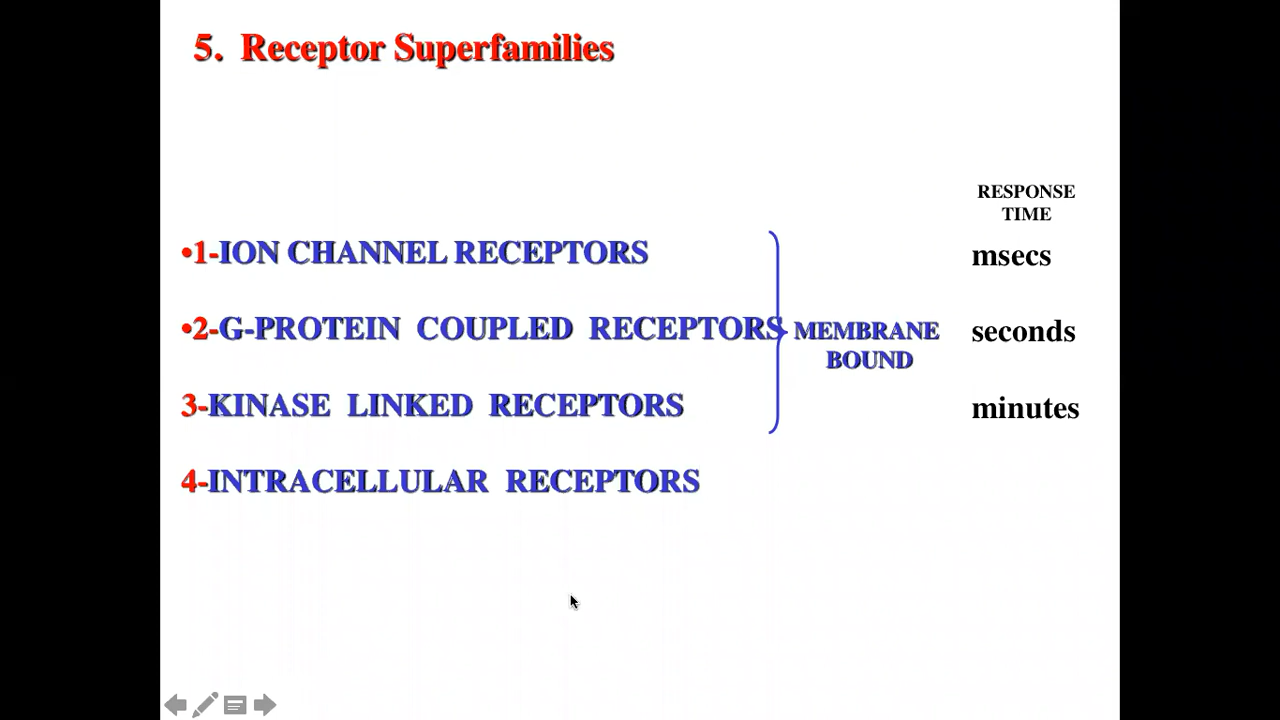 5. Receptor Superfamilies
RESPONSE
TIME
•1-ION CHANNEL RECEPTORS
msecs
•2-G-PROTEIN COUPLED RECEPTORS
MEMBRANE
BOUND
seconds
3-KINASE LINKED RECEPTORS
minutes
4-INTRACELLULAR RECEPTORS